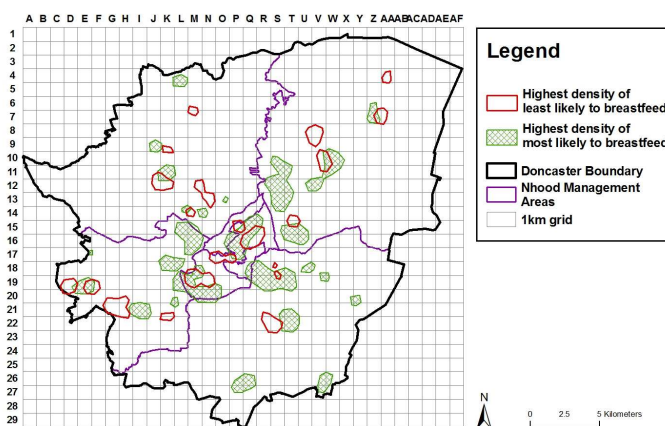 A B C D E F G H I J K L M N O P Q R S T U V W X Y Z AAABACADAEAF
1
2
3
4
5
6
7
8
9
10
11
12
13
14
15
16
17
18
19
20
21
22
23
24
25
26
27
28
29
Legend
Highest density of
least likely to breastfeed
Highest density of
most likely to breastfeed
Doncaster Boundary
Nhood Management
Areas
1km grid
N
0 2.5 5 Kilometers